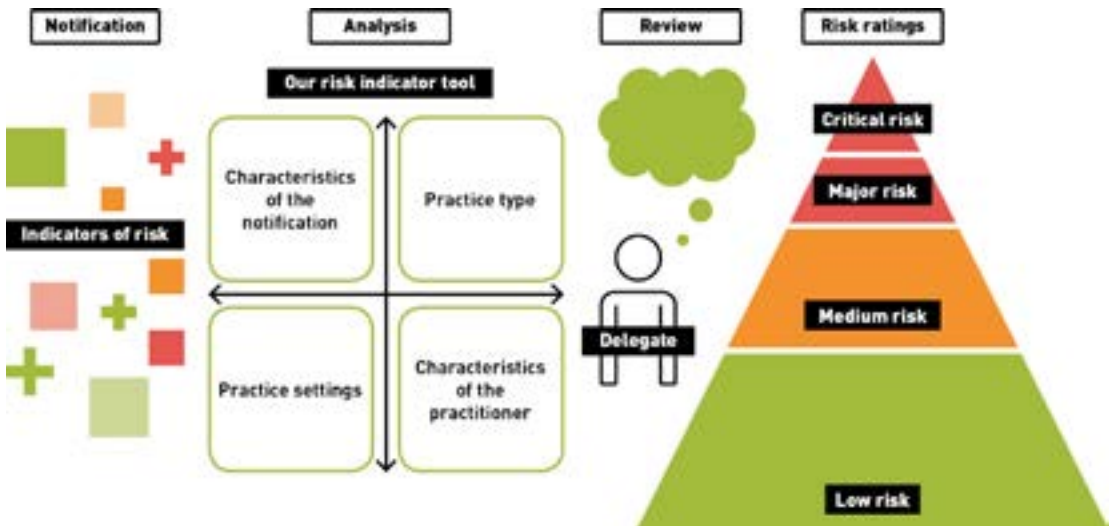 Notification
Analysis
Review
Risk ratings
Our risk indicator tool
Indicators of risk
Characteristics
of the
notification
Practice type
Practice settings
Characteristics
of the
practitioner
Delegate
Critical risk
Major risk
Medium risk
Low risk